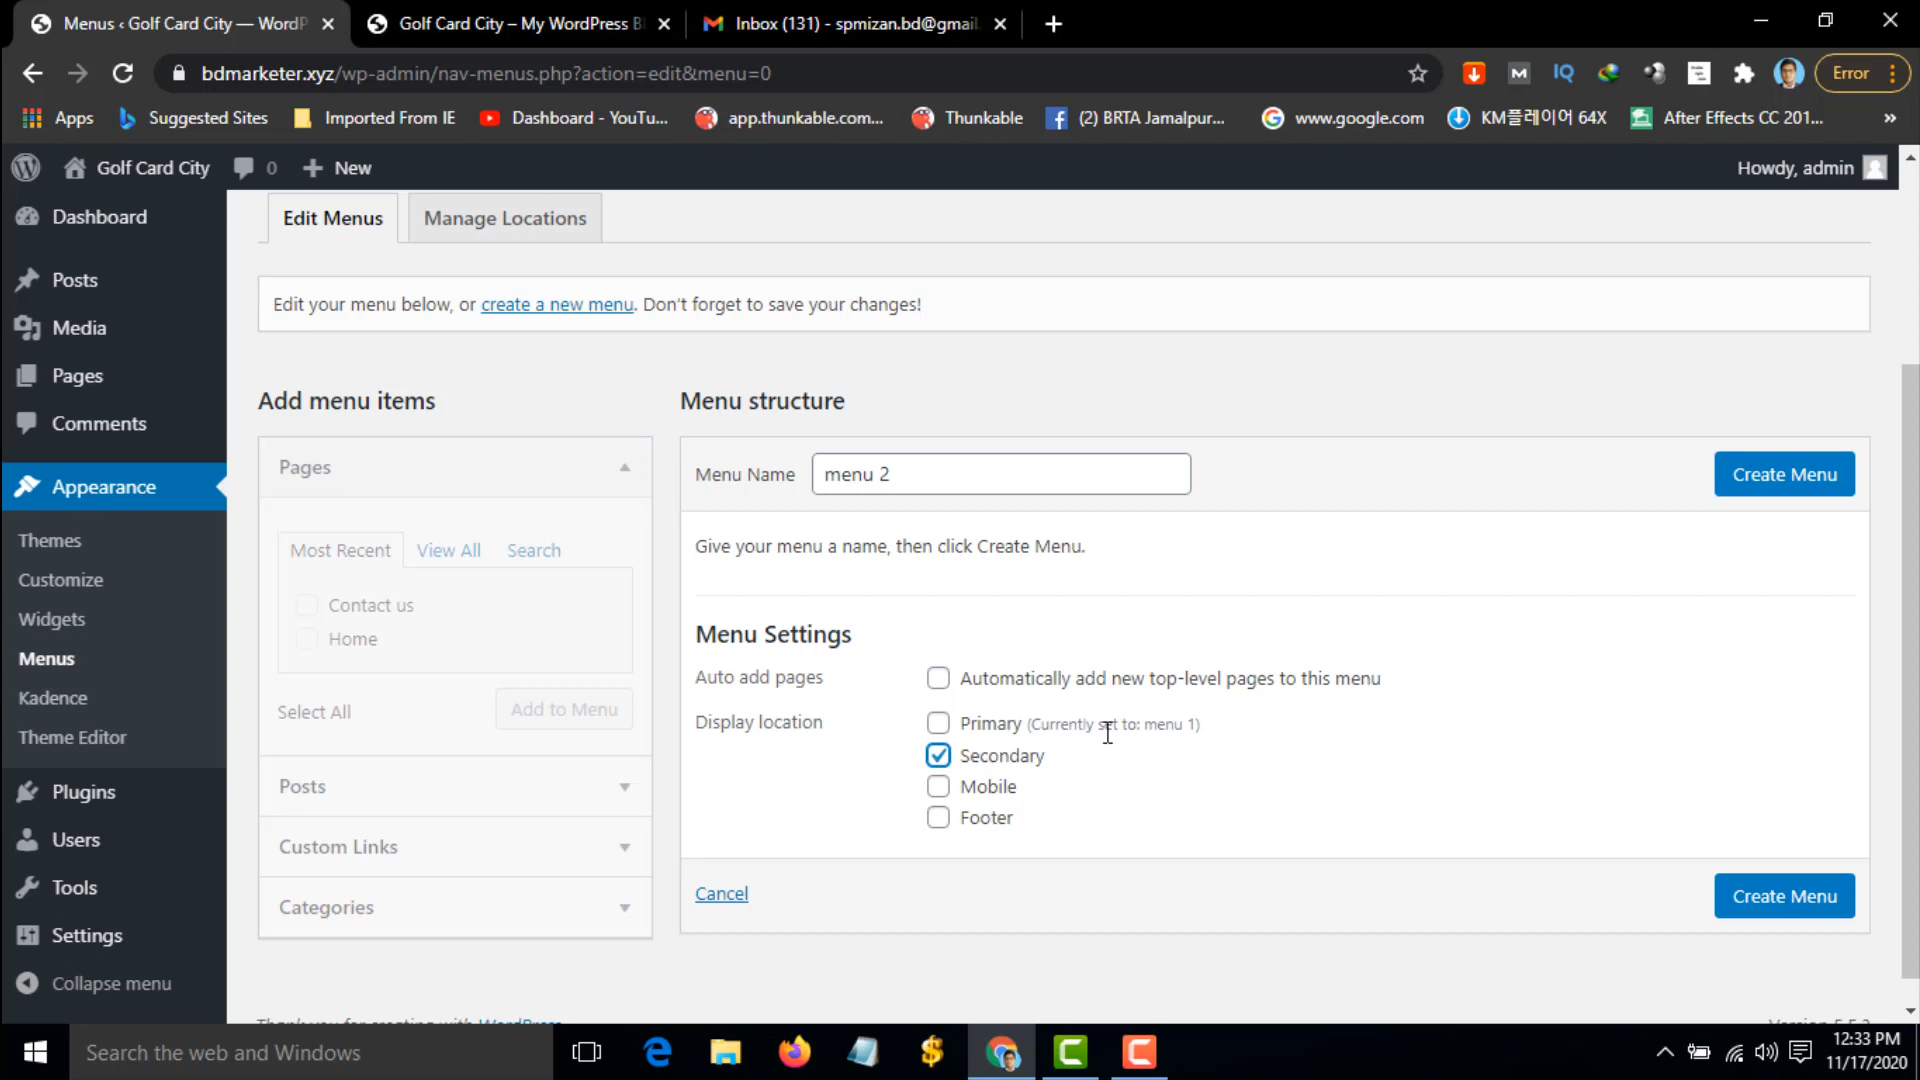 Menus ‹ Golf Card City — WordP
Golf Card City – My WordPress B
Inbox (131) - spmizan.bd@gmail
bdmarketer.xyz/wp-admin/nav-menus.php?action=edit&menu=0
Error
Apps
Suggested Sites
Imported From IE
Dashboard - YouTu...
app.thunkable.com...
Thunkable
(2) BRTA Jamalpur...
www.google.com
KM플레이어 64X
After Effects CC 201...
»
Golf Card City
0
New
Howdy, admin
Dashboard
Posts
Media
Pages
Comments
Appearance
Themes
Customize
Widgets
Menus
Kadence
Theme Editor
Plugins
Users
Tools
Settings
Collapse menu
Edit Menus
Manage Locations
Edit your menu below, or create a new menu. Don't forget to save your changes!
Add menu items
Pages
Most Recent
View All
Search
Contact us
Home
Select All
Add to Menu
Posts
Custom Links
Categories
Menu structure
Menu Name
menu 2
Create Menu
Give your menu a name, then click Create Menu.
Menu Settings
Auto add pages
Automatically add new top-level pages to this menu
Display location
Primary (Currently set to: menu 1)
Secondary
Mobile
Footer
Cancel
Create Menu
Thank you for creating with WordPress
Search the web and Windows
12:33 PM
11/17/2020